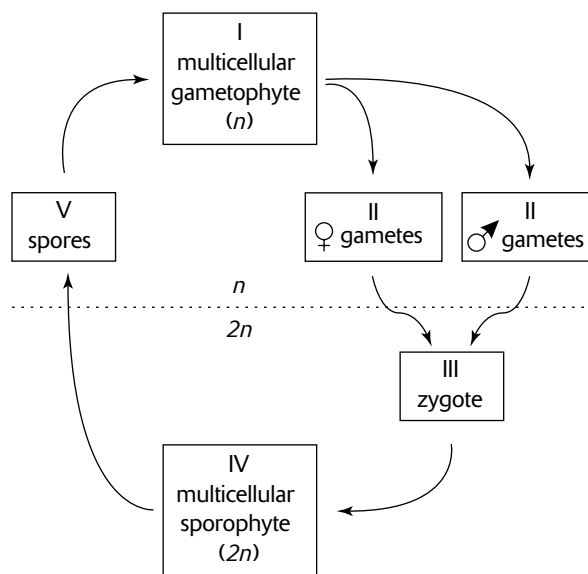 I
multicellular
gametophyte
(n)
V
spores
II
♀ gametes
II
♂ gametes
n
2n
III
zygote
IV
multicellular
sporophyte
(2n)